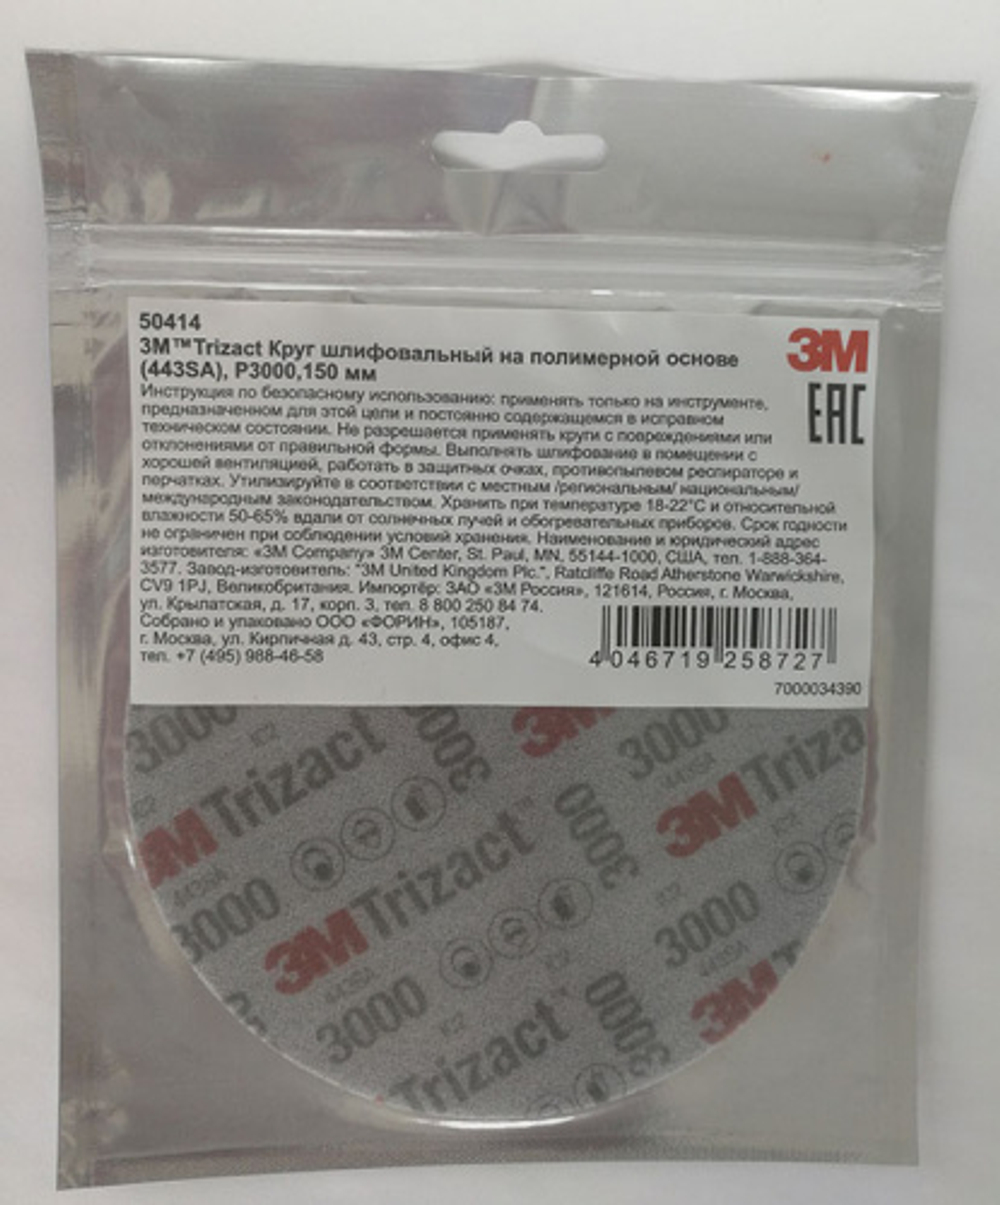 50414
3M™Trizact Круг шлифовальный на полимерной основе
(443SA), P3000,150 мм
3M
EAC
Инструкция по безопасному использованию: применять только на инструменте,
предназначенном для этой цели и постоянно содержащемся в исправном
техническом состоянии. Не разрешается применять круги с повреждениями или
отклонениями от правильной формы. Выполнять шлифование в помещении с
хорошей вентиляцией, работать в защитных очках, противопылевом респираторе и
перчатках. Утилизируйте в соответствии с местным /региональным/ национальным/
международным законодательством. Хранить при температуре 18-22°С и относительной
влажности 50-65% вдали от солнечных лучей и обогревательных приборов. Срок годности
не ограничен при соблюдении условий хранения. Наименование и юридический адрес
изготовителя: «3M Company» 3M Center, St. Paul, MN, 55144-1000, США, тел. 1-888-364-
3577. Завод-изготовитель: "3M United Kingdom Plc.", Ratcliffe Road Atherstone Warwickshire,
CV9 1PJ, Великобритания. Импортёр: ЗАО «3М Россия», 121614, Россия, г. Москва,
ул. Крылатская, д. 17, корп. 3, тел. 8 800 250 84 74.
Собрано и упаковано ООО «ФОРИН», 105187,
г. Москва, ул. Кирпичная д. 43, стр. 4, офис 4,
тел. +7 (495) 988-46-58
4 046719 258727
7000034390
3000
3000
3M
3000
443SA
3M Trizact
3M Trizact
443SA
3000
3000
3M Trizact™
443SA
3000
3000
443SA
3M
Trizact™
3000